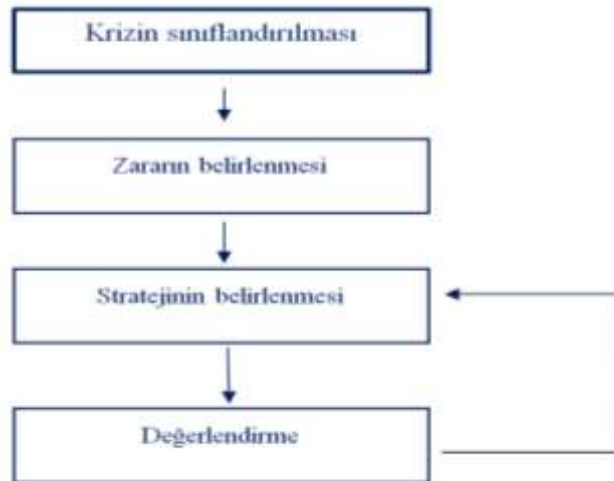 Krizin sınıflandırılması
Zararın belirlenmesi
Stratejinin belirlenmesi
Değerlendirme